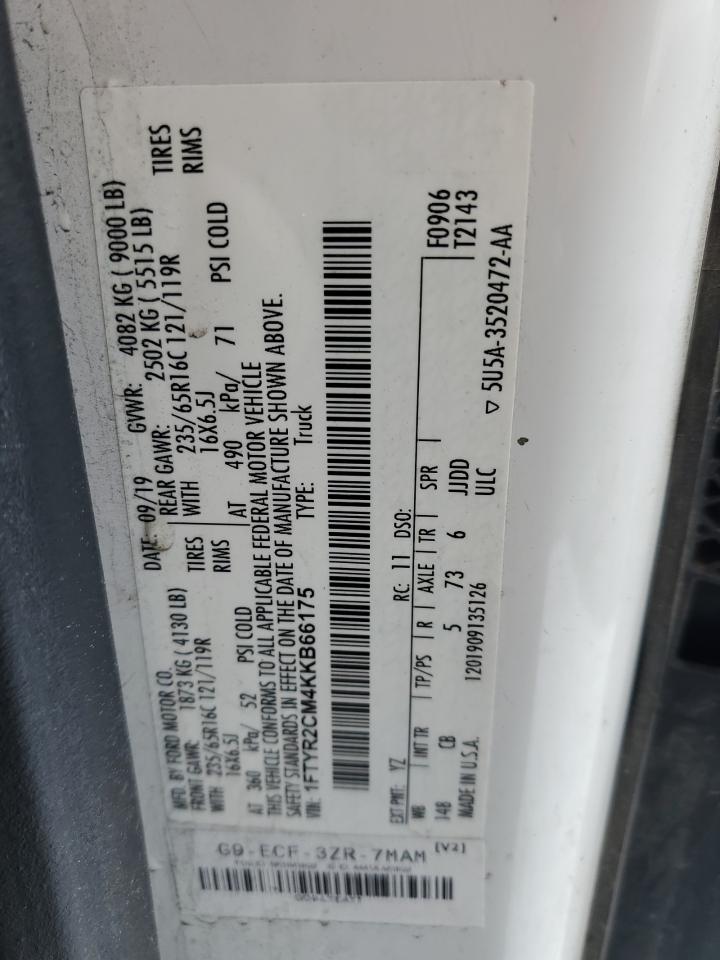 MFD. BY FORD MOTOR CO.
DATE: 09/19 GVWR: 4082 KG ( 9000 LB)
FRONT GAWR: 1873 KG ( 4130 LB) REAR GAWR: 2502 KG ( 5515 LB)
WITH 235/65R16C 121/119R TIRES WITH 235/65R16C 121/119R TIRES
16X6.5J RIMS 16X6.5J RIMS
AT 360 kPa/ 52 PSI COLD AT 490 kPa/ 71 PSI COLD
THIS VEHICLE CONFORMS TO ALL APPLICABLE FEDERAL MOTOR VEHICLE
SAFETY STANDARDS IN EFFECT ON THE DATE OF MANUFACTURE SHOWN ABOVE.
VIN: 1FTYR2CM4KKB66175 TYPE: Truck
EXT PNT: YZ RC: 11 DSO: F0906
WB INT TR TP/PS R AXLE TR SPR T2143
148 CB 5 73 6 JJDD
MADE IN U.S.A. 1201909135126 ULC ▽ 5U5A-3520472-AA
G9-ECF-3ZR-7MAM [V2]